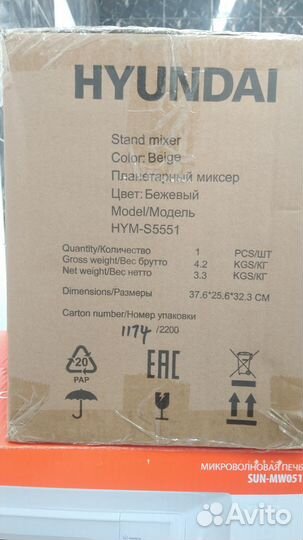 HYUNDAI
Stand mixer
Color: Beige
Планетарный миксер
Цвет: Бежевый
Model/Модель
HYM-S5551
Quantity/Количество 1 PCS/ШТ
Gross weight/Вес брутто 4.2 KGS/КГ
Net weight/Вес нетто 3.3 KGS/КГ
Dimensions/Размеры 37.6*25.6*32.3 СМ
Carton number/Номер упаковки
1174/2200
20
PAP
EAC
МИКРОВОЛНОВАЯ ПЕЧЬ
SUN-MW051
Avito